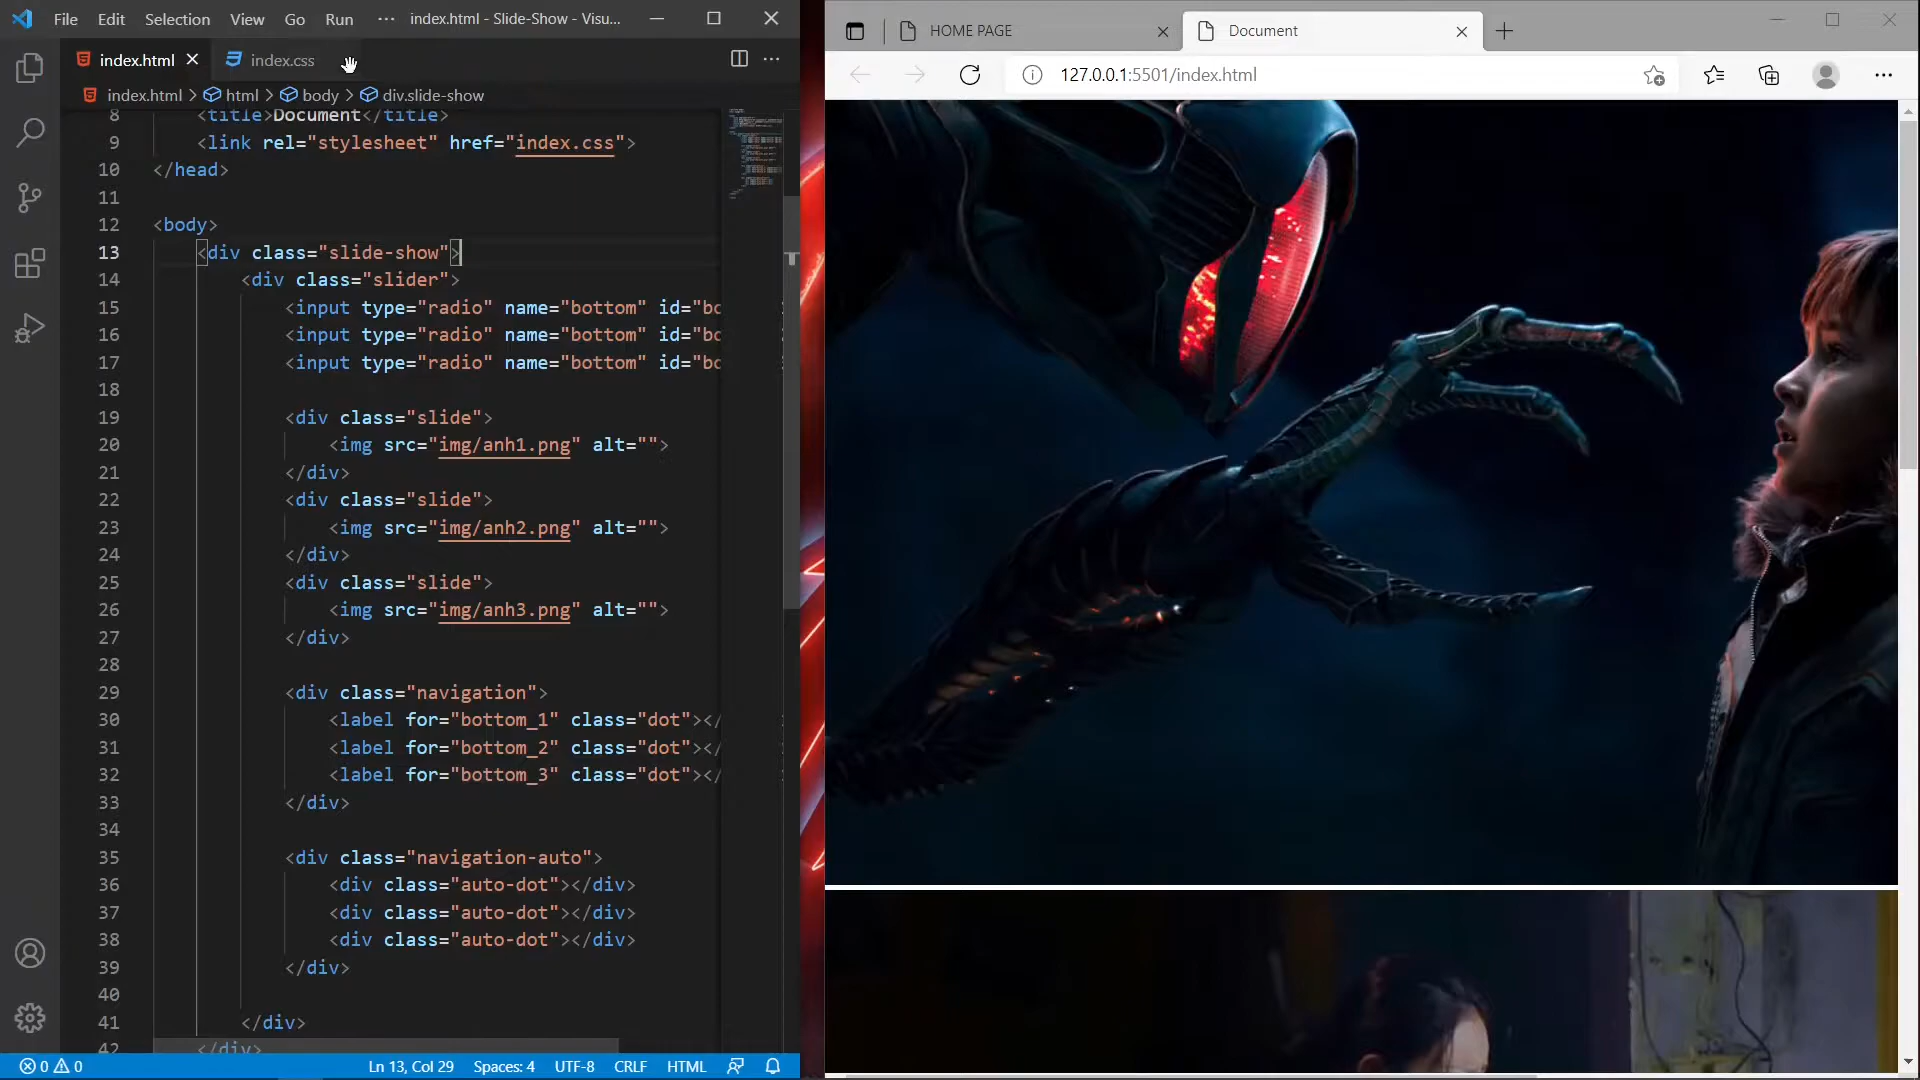 File Edit Selection View Go Run ··· index.html - Slide-Show - Visu...
index.html index.css
index.html > html > body > div.slide-show
8 <title>Document</title>
9 <link rel="stylesheet" href="index.css">
10 </head>
11
12 <body>
13 <div class="slide-show">
14 <div class="slider">
15 <input type="radio" name="bottom" id="bo
16 <input type="radio" name="bottom" id="bo
17 <input type="radio" name="bottom" id="bo
18
19 <div class="slide">
20 <img src="img/anh1.png" alt="">
21 </div>
22 <div class="slide">
23 <img src="img/anh2.png" alt="">
24 </div>
25 <div class="slide">
26 <img src="img/anh3.png" alt="">
27 </div>
28
29 <div class="navigation">
30 <label for="bottom_1" class="dot"></
31 <label for="bottom_2" class="dot"></
32 <label for="bottom_3" class="dot"></
33 </div>
34
35 <div class="navigation-auto">
36 <div class="auto-dot"></div>
37 <div class="auto-dot"></div>
38 <div class="auto-dot"></div>
39 </div>
40
41 </div>
42 </div>
0 0 Ln 13, Col 29 Spaces: 4 UTF-8 CRLF HTML
HOME PAGE Document
127.0.0.1:5501/index.html